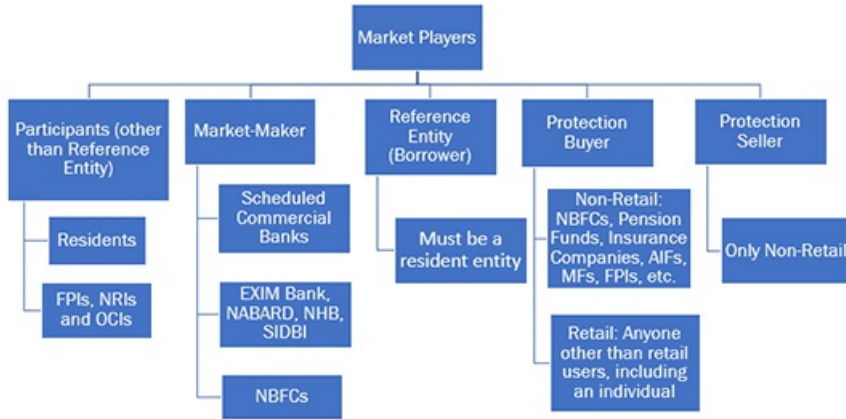 Market Players
Participants (other
than Reference
Entity)
Residents
FPIs, NRIs
and OCIs
Market-Maker
Scheduled
Commercial
Banks
EXIM Bank,
NABARD, NHB,
SIDBI
NBFCs
Reference
Entity
(Borrower)
Must be a
resident entity
Protection
Buyer
Non-Retail:
NBFCs, Pension
Funds, Insurance
Companies, AIFs,
MFs, FPIs, etc.
Retail: Anyone
other than retail
users, including
an individual
Protection
Seller
Only Non-Retail